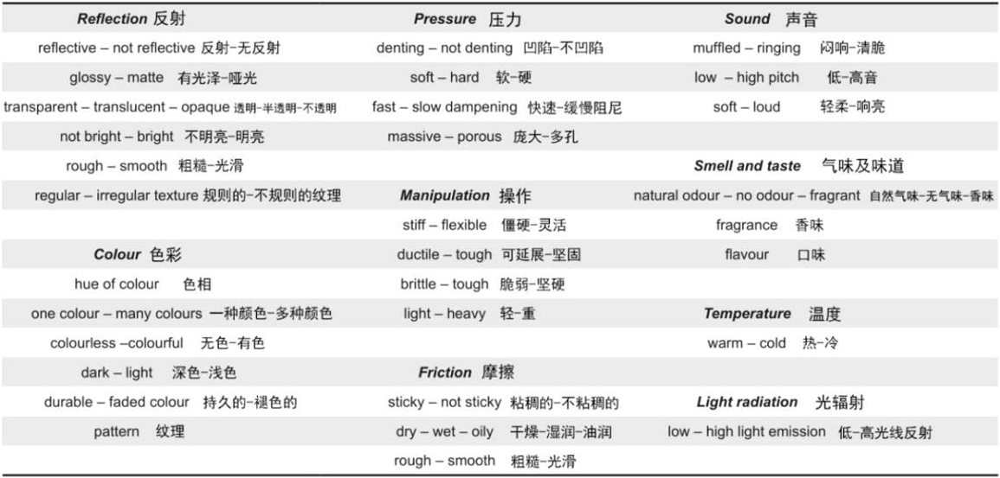 Reflection 反射
reflective – not reflective 反射-无反射
glossy – matte 有光泽-哑光
transparent – translucent – opaque 透明-半透明-不透明
not bright – bright 不明亮-明亮
rough – smooth 粗糙-光滑
regular – irregular texture 规则的-不规则的纹理
Colour 色彩
hue of colour 色相
one colour – many colours 一种颜色-多种颜色
colourless –colourful 无色-有色
dark – light 深色-浅色
durable – faded colour 持久的-褪色的
pattern 纹理
Pressure 压力
denting – not denting 凹陷-不凹陷
soft – hard 软-硬
fast – slow dampening 快速-缓慢阻尼
massive – porous 庞大-多孔
Manipulation 操作
stiff – flexible 僵硬-灵活
ductile – tough 可延展-坚固
brittle – tough 脆弱-坚硬
light – heavy 轻-重
Friction 摩擦
sticky – not sticky 粘稠的-不粘稠的
dry – wet – oily 干燥-湿润-油润
rough – smooth 粗糙-光滑
Sound 声音
muffled – ringing 闷响-清脆
low – high pitch 低-高音
soft – loud 轻柔-响亮
Smell and taste 气味及味道
natural odour – no odour – fragrant 自然气味-无气味-香味
fragrance 香味
flavour 口味
Temperature 温度
warm – cold 热-冷
Light radiation 光辐射
low – high light emission 低-高光线反射